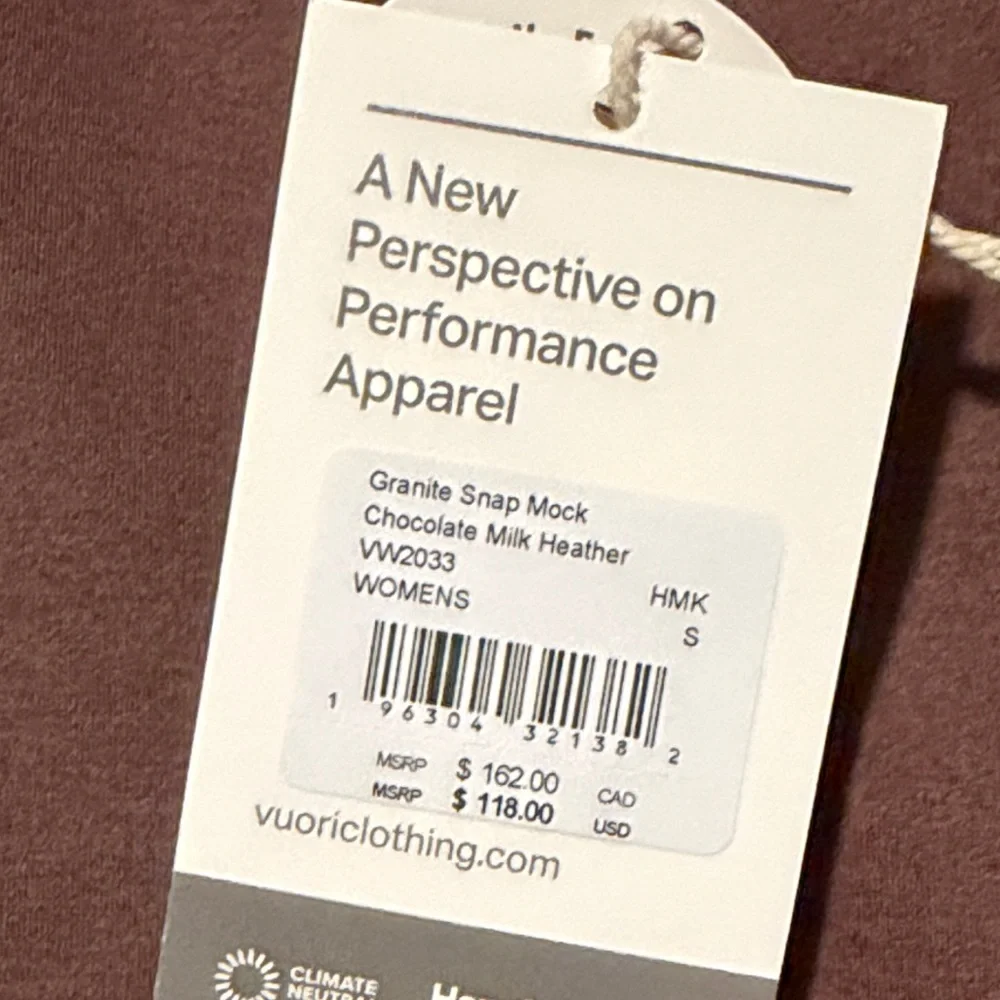 A New
Perspective on
Performance
Apparel
Granite Snap Mock
Chocolate Milk Heather
VW2033
WOMENS HMK
S
1 96304 32138 2
MSRP $ 162.00 CAD
MSRP $ 118.00 USD
vuoriclothing.com
CLIMATE